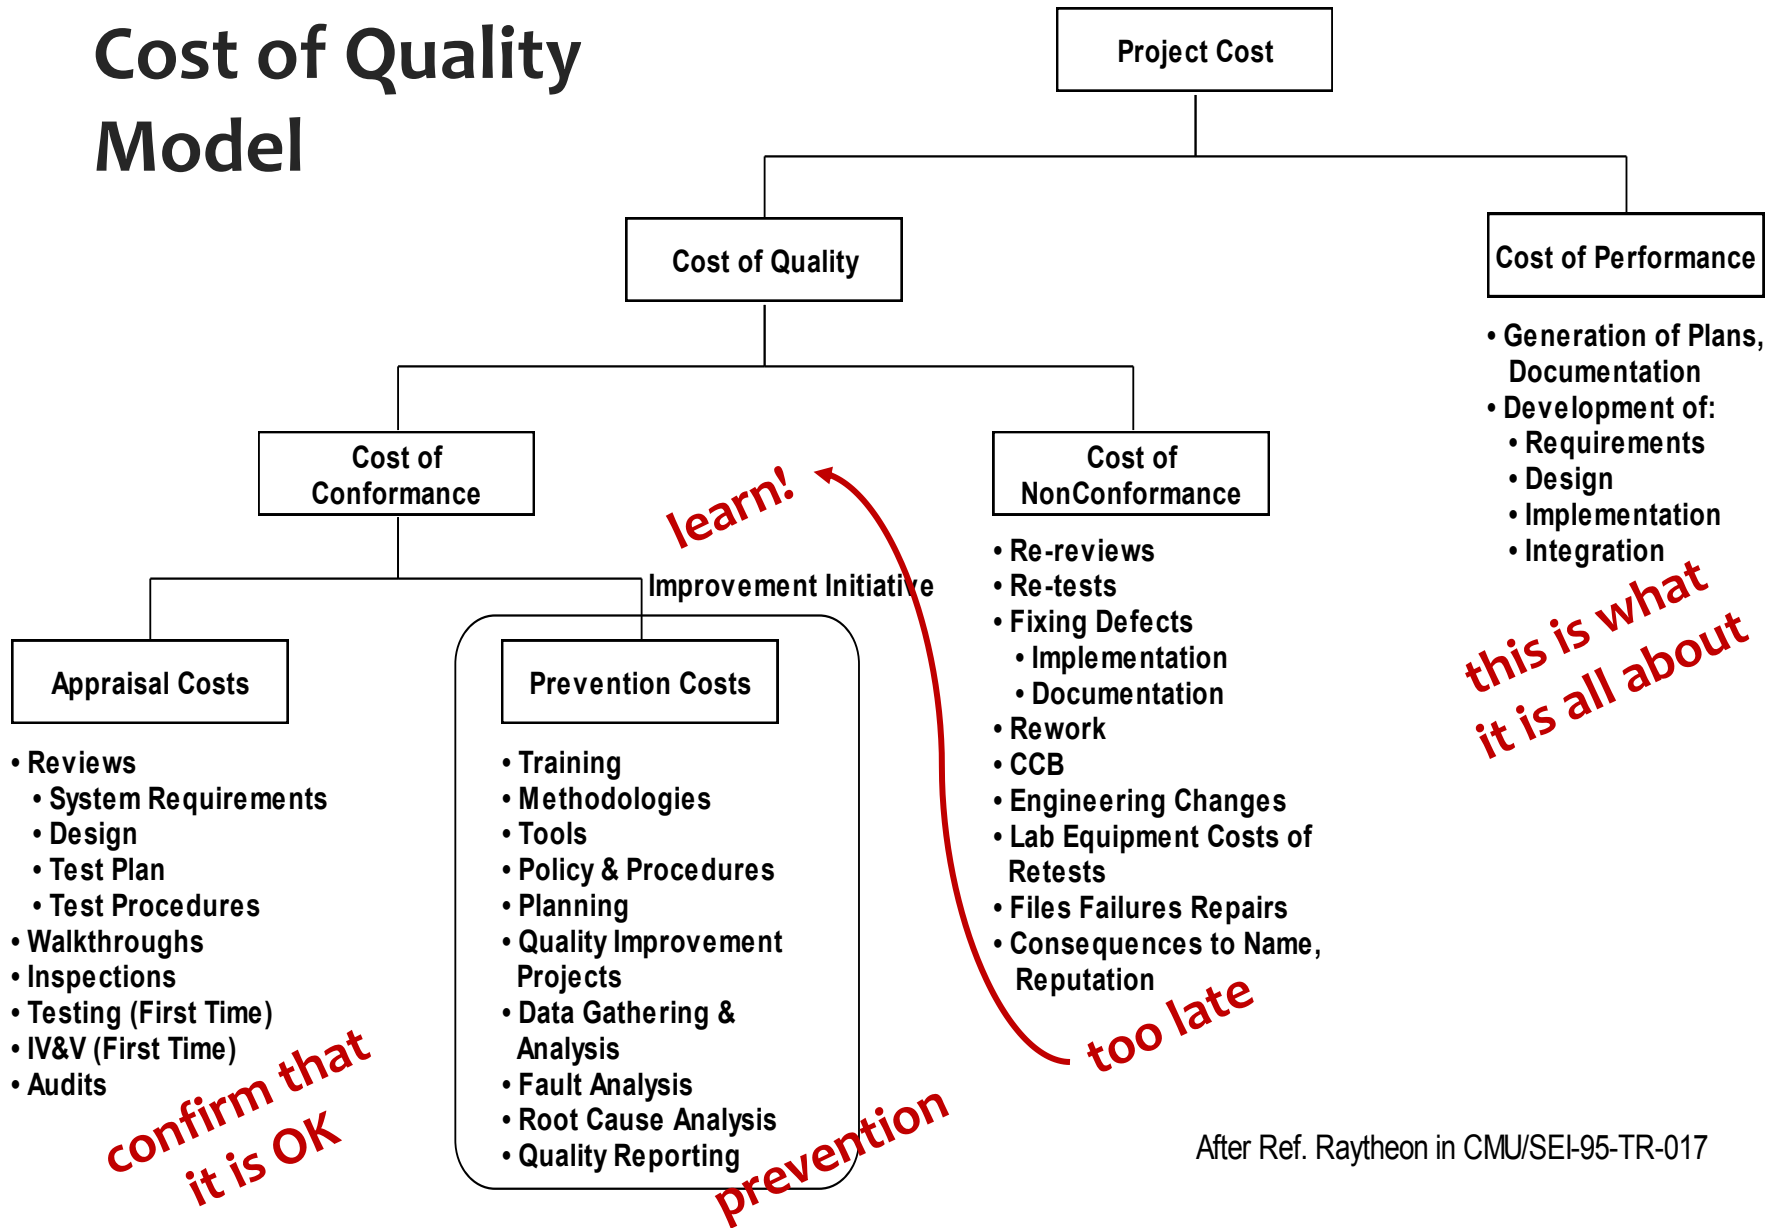 Cost of Quality
Model
Project Cost
Cost of Quality
Cost of Performance
• Generation of Plans,
Documentation
• Development of:
• Requirements
• Design
• Implementation
• Integration
this is what
it is all about
Cost of
Conformance
Cost of
NonConformance
learn!
Improvement Initiative
• Re-reviews
• Re-tests
• Fixing Defects
• Implementation
• Documentation
• Rework
• CCB
• Engineering Changes
• Lab Equipment Costs of
Retests
• Files Failures Repairs
• Consequences to Name,
Reputation
too late
Appraisal Costs
• Reviews
• System Requirements
• Design
• Test Plan
• Test Procedures
• Walkthroughs
• Inspections
• Testing (First Time)
• IV&V (First Time)
• Audits
confirm that
it is OK
Prevention Costs
• Training
• Methodologies
• Tools
• Policy & Procedures
• Planning
• Quality Improvement
Projects
• Data Gathering &
Analysis
• Fault Analysis
• Root Cause Analysis
• Quality Reporting
prevention
After Ref. Raytheon in CMU/SEI-95-TR-017